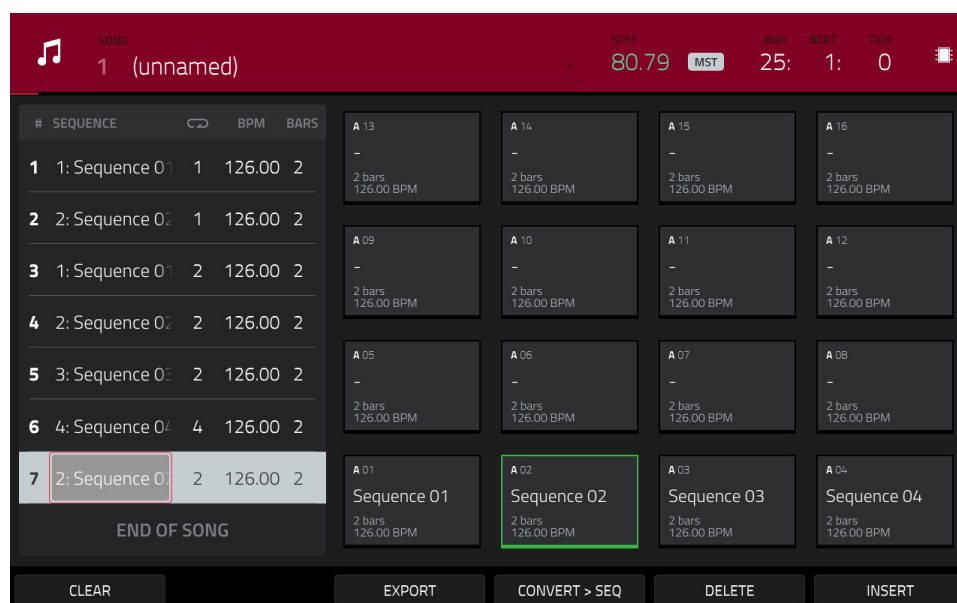 SONG
1 (unnamed)
BPM
80.79 MST
BAR BEAT TICK
25: 1: 0
# SEQUENCE BPM BARS
1 1: Sequence 01 1 126.00 2
2 2: Sequence 02 1 126.00 2
3 1: Sequence 01 2 126.00 2
4 2: Sequence 02 2 126.00 2
5 3: Sequence 03 2 126.00 2
6 4: Sequence 04 4 126.00 2
7 2: Sequence 02 2 126.00 2
END OF SONG
A 13
-
2 bars
126.00 BPM
A 14
-
2 bars
126.00 BPM
A 15
-
2 bars
126.00 BPM
A 16
-
2 bars
126.00 BPM
A 09
-
2 bars
126.00 BPM
A 10
-
2 bars
126.00 BPM
A 11
-
2 bars
126.00 BPM
A 12
-
2 bars
126.00 BPM
A 05
-
2 bars
126.00 BPM
A 06
-
2 bars
126.00 BPM
A 07
-
2 bars
126.00 BPM
A 08
-
2 bars
126.00 BPM
A 01
Sequence 01
2 bars
126.00 BPM
A 02
Sequence 02
2 bars
126.00 BPM
A 03
Sequence 03
2 bars
126.00 BPM
A 04
Sequence 04
2 bars
126.00 BPM
CLEAR
EXPORT
CONVERT > SEQ
DELETE
INSERT